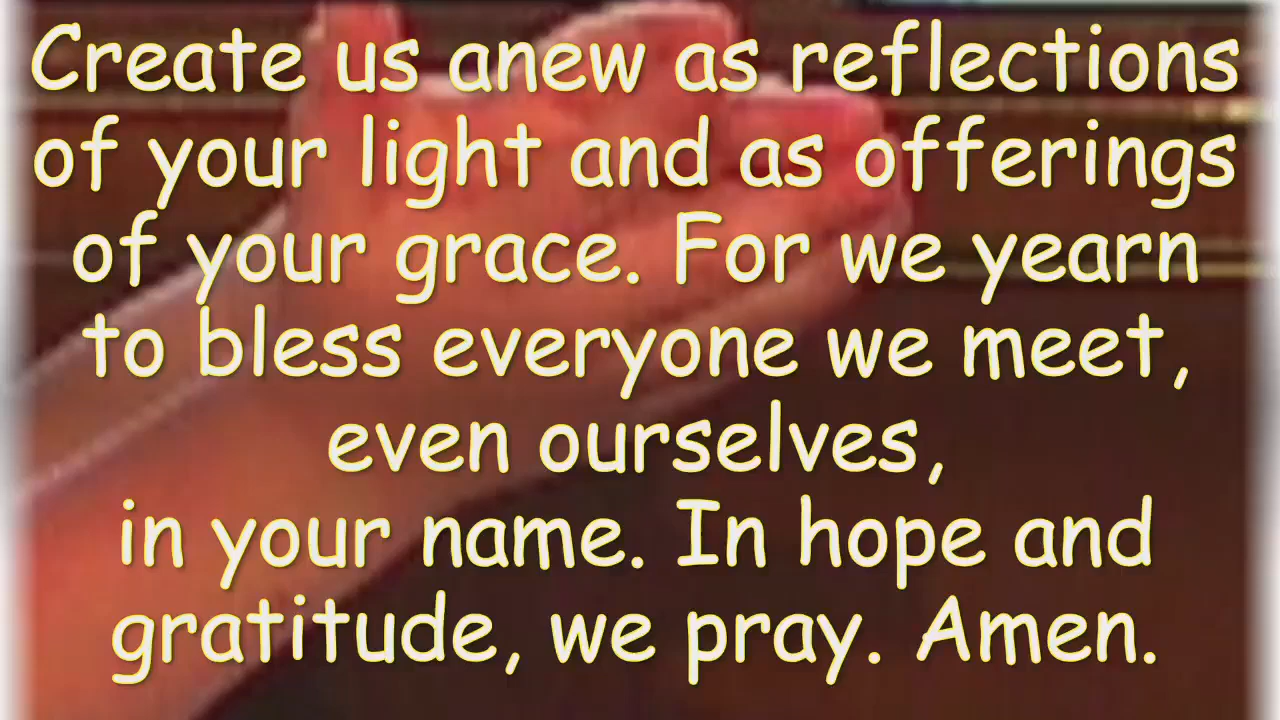 Create us anew as reflections
of your light and as offerings
of your grace. For we yearn
to bless everyone we meet,
even ourselves,
in your name. In hope and
gratitude, we pray. Amen.